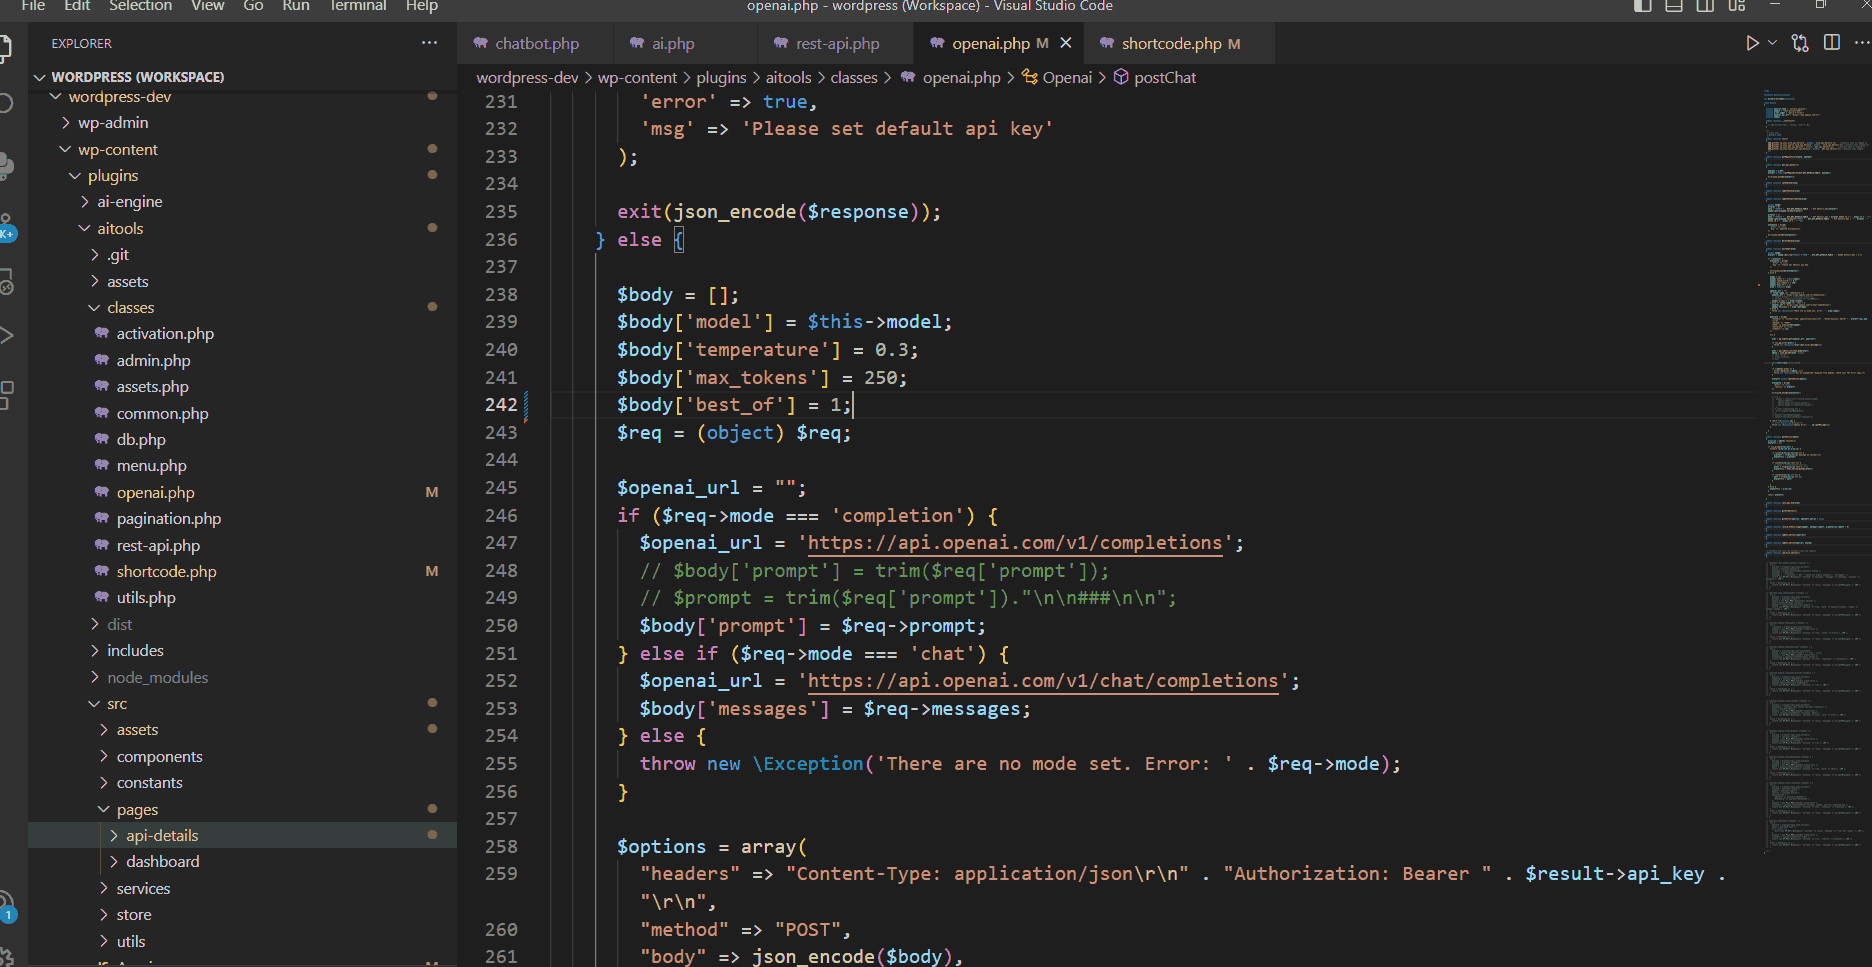 File Edit Selection View Go Run Terminal Help
openai.php - wordpress (Workspace) - Visual Studio Code
EXPLORER
WORDPRESS (WORKSPACE)
wordpress-dev
wp-admin
wp-content
plugins
ai-engine
aitools
.git
assets
classes
activation.php
admin.php
assets.php
common.php
db.php
menu.php
openai.php M
pagination.php
rest-api.php
shortcode.php M
utils.php
dist
includes
node_modules
src
assets
components
constants
pages
api-details
dashboard
services
store
utils
K+
1
chatbot.php ai.php rest-api.php openai.php M shortcode.php M
wordpress-dev > wp-content > plugins > aitools > classes > openai.php > Openai > postChat
231 'error' => true,
232 'msg' => 'Please set default api key'
233 );
234
235 exit(json_encode($response));
236 } else {
237
238 $body = [];
239 $body['model'] = $this->model;
240 $body['temperature'] = 0.3;
241 $body['max_tokens'] = 250;
242 $body['best_of'] = 1;
243 $req = (object) $req;
244
245 $openai_url = "";
246 if ($req->mode === 'completion') {
247 $openai_url = 'https://api.openai.com/v1/completions';
248 // $body['prompt'] = trim($req['prompt']);
249 // $prompt = trim($req['prompt'])."\n\n###\n\n";
250 $body['prompt'] = $req->prompt;
251 } else if ($req->mode === 'chat') {
252 $openai_url = 'https://api.openai.com/v1/chat/completions';
253 $body['messages'] = $req->messages;
254 } else {
255 throw new \Exception('There are no mode set. Error: ' . $req->mode);
256 }
257
258 $options = array(
259 "headers" => "Content-Type: application/json\r\n" . "Authorization: Bearer " . $result->api_key .
"\r\n",
260 "method" => "POST",
261 "body" => json_encode($body),